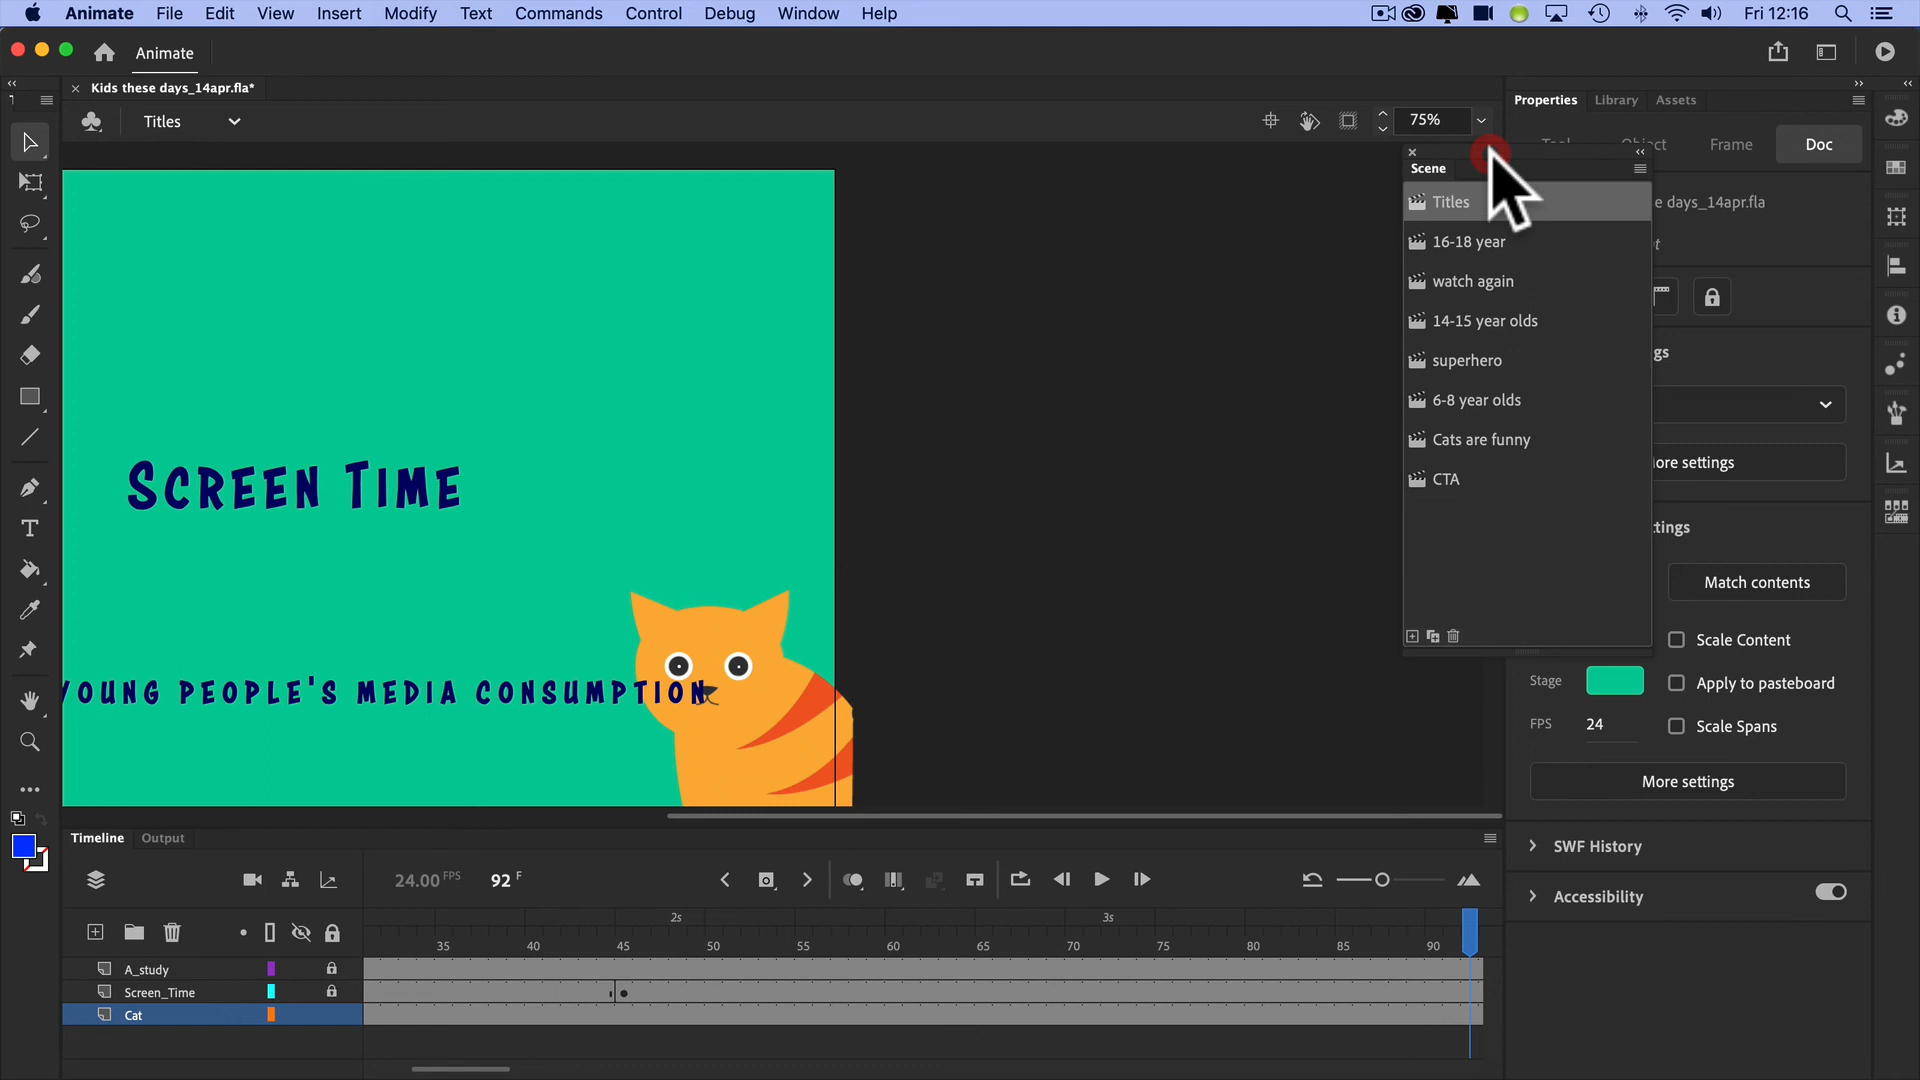 Animate File Edit View Insert Modify Text Commands Control Debug Window Help Fri 12:16
Animate
Kids these days_14apr.fla*
Titles 75%
Properties Library Assets
Object Frame Doc
Scene
Titles
16-18 year
watch again
14-15 year olds
superhero
6-8 year olds
Cats are funny
CTA
e days_14apr.fla
gs
ore settings
ttings
Match contents
Scale Content
Stage Apply to pasteboard
FPS 24 Scale Spans
More settings
SWF History
Accessibility
SCREEN TIME
YOUNG PEOPLE'S MEDIA CONSUMPTION
Timeline Output
24.00 FPS 92 F
2s 3s
35 40 45 50 55 60 65 70 75 80 85 90
A_study
Screen_Time
Cat